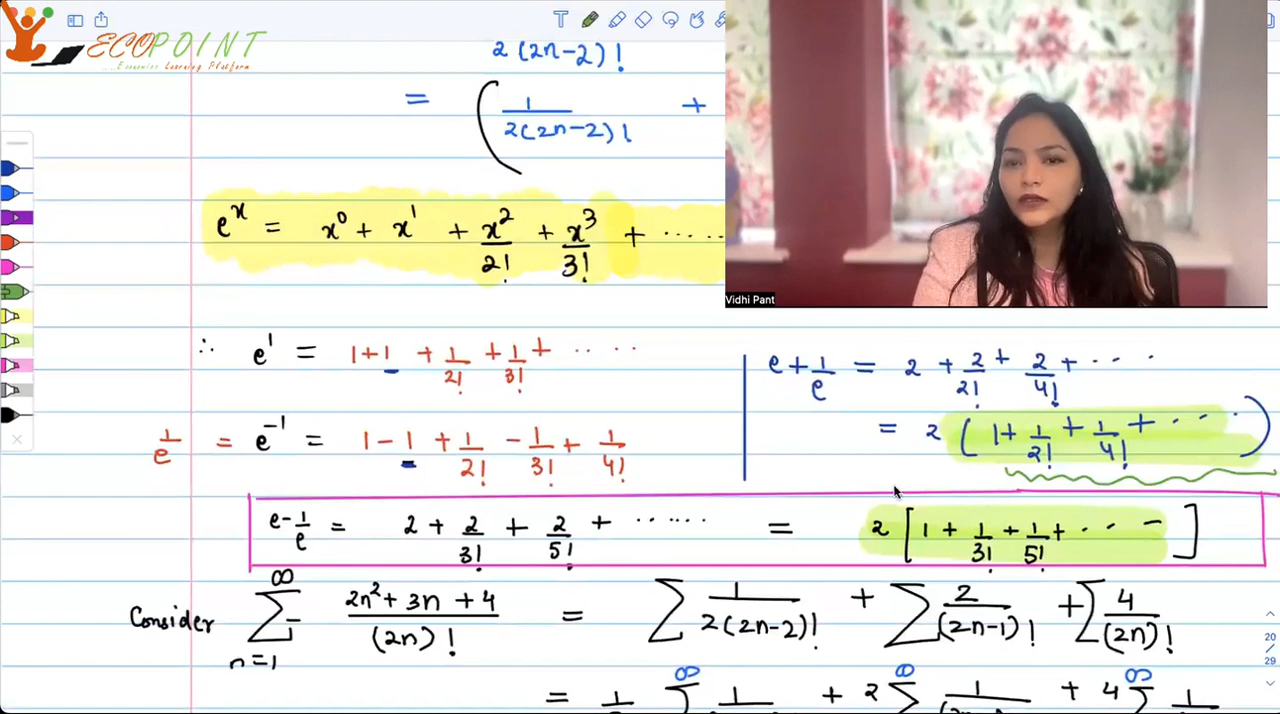 ECOPOINT
....Economics Learning Platform
2(2n-2)!
= ( 1/2(2n-2)! +
Vidhi Pant
e^x = x^0 + x^1 + x^2/2! + x^3/3! + ......
∴ e^1 = 1+1 + 1/2! + 1/3! + ....
e + 1/e = 2 + 2/2! + 2/4! + ...
= 2 ( 1 + 1/2! + 1/4! + .... )
1/e = e^-1 = 1 - 1 + 1/2! - 1/3! + 1/4!
e - 1/e = 2 + 2/3! + 2/5! + ...... = 2 [ 1 + 1/3! + 1/5! + ... ]
Consider ∑_{n=1}^{∞} (2n²+3n+4)/(2n)! = ∑ 1/2(2n-2)! + ∑ 2/(2n-1)! + ∑ 4/(2n)!
20/29